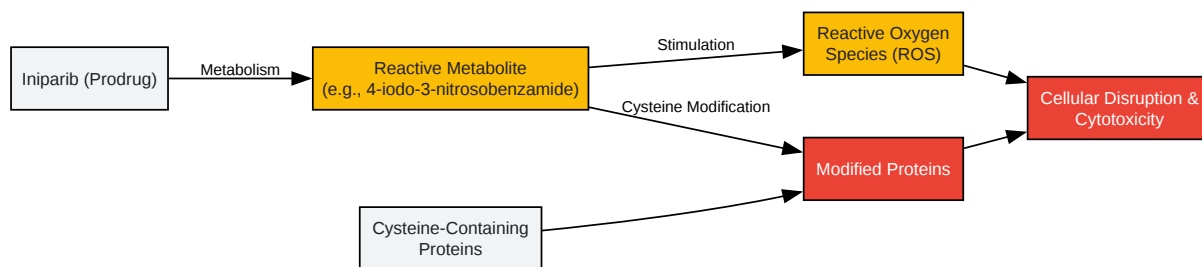 Iniparib (Prodrug)
Metabolism
Reactive Metabolite
(e.g., 4-iodo-3-nitrosobenzamide)
Stimulation
Cysteine Modification
Reactive Oxygen
Species (ROS)
Modified Proteins
Cysteine-Containing
Proteins
Cellular Disruption &
Cytotoxicity